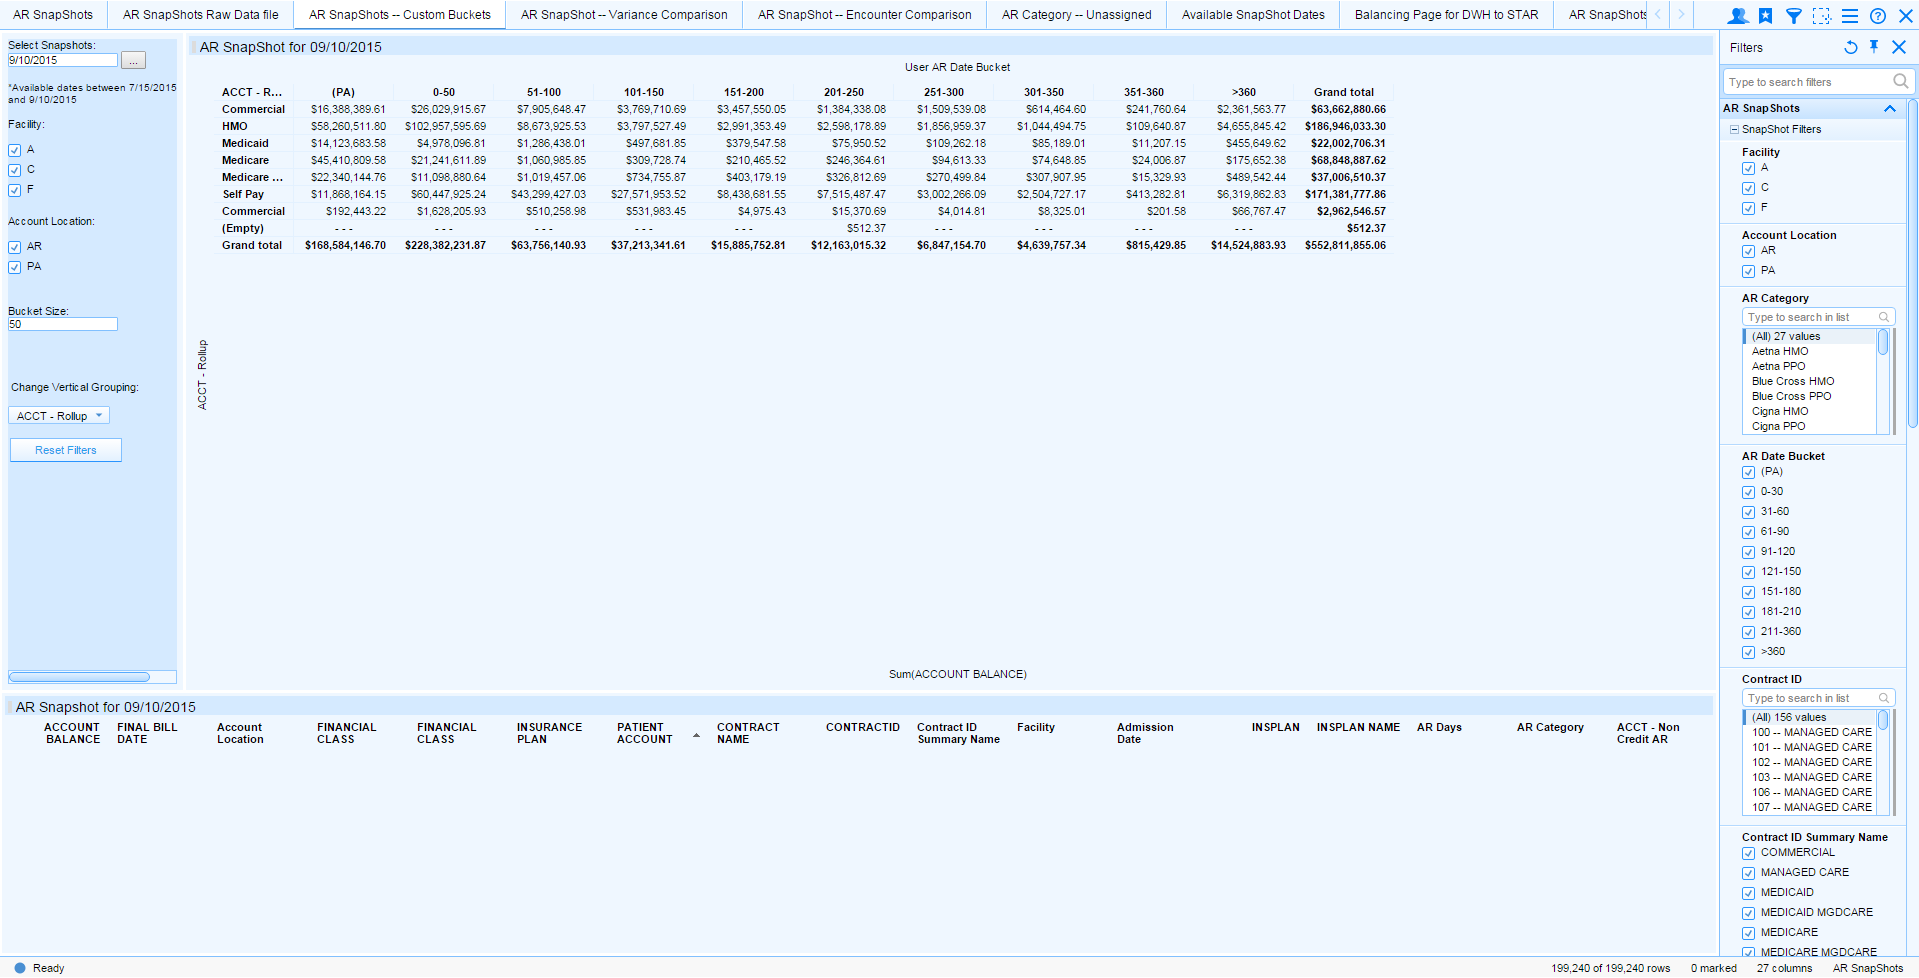 AR SnapShots
AR SnapShots Raw Data file
AR SnapShots -- Custom Buckets
AR SnapShot -- Variance Comparison
AR SnapShot -- Encounter Comparison
AR Category -- Unassigned
Available SnapShot Dates
Balancing Page for DWH to STAR
AR SnapShots
Select Snapshots:
9/10/2015
...
*Available dates between 7/15/2015
and 9/10/2015
Facility:
A
C
F
Account Location:
AR
PA
Bucket Size:
50
Change Vertical Grouping:
ACCT - Rollup
Reset Filters
AR SnapShot for 09/10/2015
User AR Date Bucket
ACCT - R... (PA) 0-50 51-100 101-150 151-200 201-250 251-300 301-350 351-360 >360 Grand total
Commercial $16,388,389.61 $26,029,915.67 $7,905,648.47 $3,769,710.69 $3,457,550.05 $1,384,338.08 $1,509,539.08 $614,464.60 $241,760.64 $2,361,563.77 $63,662,880.66
HMO $58,260,511.80 $102,957,595.69 $8,673,925.53 $3,797,527.49 $2,991,353.49 $2,598,178.89 $1,856,959.37 $1,044,494.75 $109,640.87 $4,655,845.42 $186,946,033.30
Medicaid $14,123,683.58 $4,978,096.81 $1,286,438.01 $497,681.85 $379,547.58 $75,950.52 $109,262.18 $85,189.01 $11,207.15 $455,649.62 $22,002,706.31
Medicare $45,410,809.58 $21,241,611.89 $1,060,985.85 $309,728.74 $210,465.52 $246,364.61 $94,613.33 $74,648.85 $24,006.87 $175,652.38 $68,848,887.62
Medicare ... $22,340,144.76 $11,098,880.64 $1,019,457.06 $734,755.87 $403,179.19 $326,812.69 $270,499.84 $307,907.95 $15,329.93 $489,542.44 $37,006,510.37
Self Pay $11,868,164.15 $60,447,925.24 $43,299,427.03 $27,571,953.52 $8,438,681.55 $7,515,487.47 $3,002,266.09 $2,504,727.17 $413,282.81 $6,319,862.83 $171,381,777.86
Commercial $192,443.22 $1,628,205.93 $510,258.98 $531,983.45 $4,975.43 $15,370.69 $4,014.81 $8,325.01 $201.58 $66,767.47 $2,962,546.57
(Empty) - - - - - - - - - - - - - - - $512.37 - - - - - - - - - - - - $512.37
Grand total $168,584,146.70 $228,382,231.87 $63,756,140.93 $37,213,341.61 $15,885,752.81 $12,163,015.32 $6,847,154.70 $4,639,757.34 $815,429.85 $14,524,883.93 $552,811,855.06
ACCT - Rollup
Sum(ACCOUNT BALANCE)
AR Snapshot for 09/10/2015
ACCOUNT BALANCE
FINAL BILL DATE
Account Location
FINANCIAL CLASS
FINANCIAL CLASS
INSURANCE PLAN
PATIENT ACCOUNT
CONTRACT NAME
CONTRACTID
Contract ID Summary Name
Facility
Admission Date
INSPLAN
INSPLAN NAME
AR Days
AR Category
ACCT - Non Credit AR
Filters
Type to search filters
AR SnapShots
SnapShot Filters
Facility
A
C
F
Account Location
AR
PA
AR Category
Type to search in list
(All) 27 values
Aetna HMO
Aetna PPO
Blue Cross HMO
Blue Cross PPO
Cigna HMO
Cigna PPO
AR Date Bucket
(PA)
0-30
31-60
61-90
91-120
121-150
151-180
181-210
211-360
>360
Contract ID
Type to search in list
(All) 156 values
100 -- MANAGED CARE
101 -- MANAGED CARE
102 -- MANAGED CARE
103 -- MANAGED CARE
106 -- MANAGED CARE
107 -- MANAGED CARE
Contract ID Summary Name
COMMERCIAL
MANAGED CARE
MEDICAID
MEDICAID MGDCARE
MEDICARE
MEDICARE MGDCARE
Ready
199,240 of 199,240 rows
0 marked
27 columns
AR SnapShots